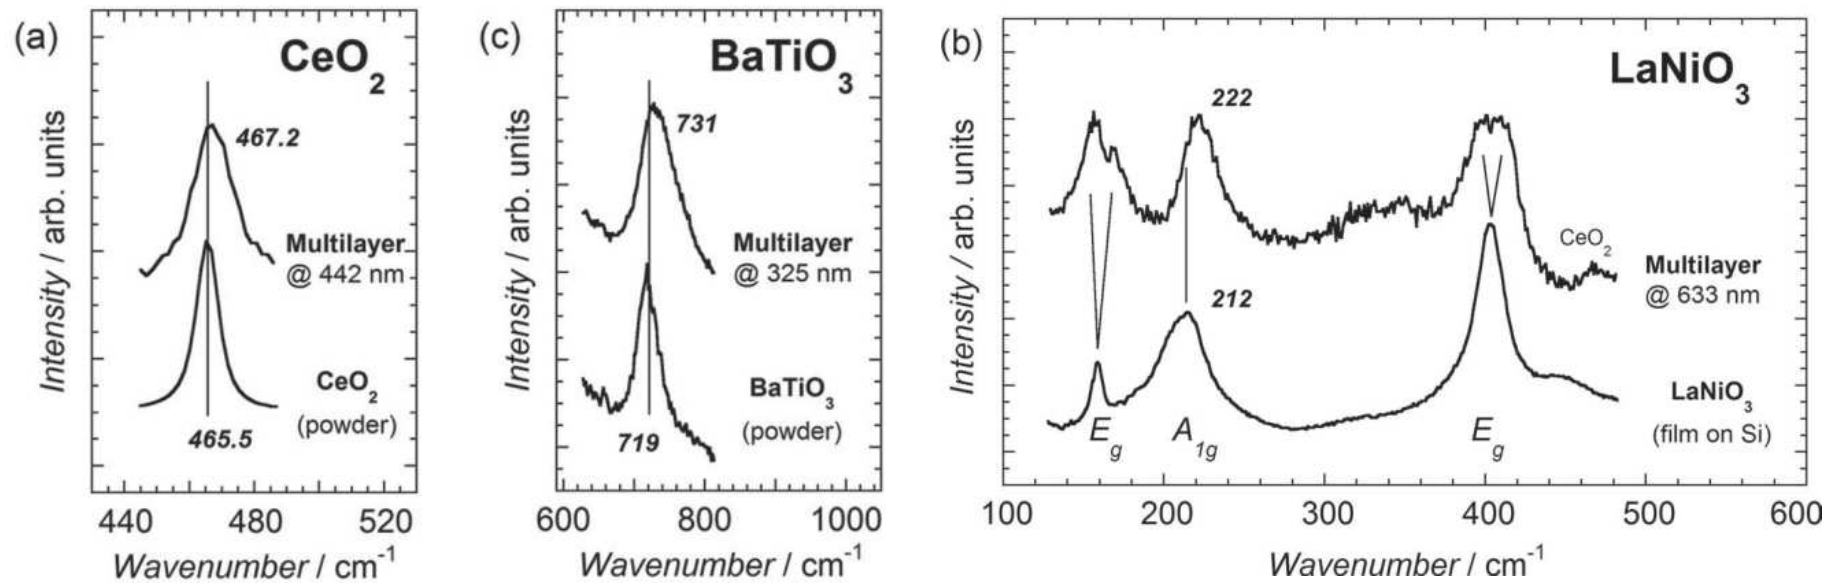 (a)
CeO2
467.2
Multilayer
@ 442 nm
CeO2
(powder)
465.5
Intensity / arb. units
440 480 520
Wavenumber / cm-1
(c)
BaTiO3
731
Multilayer
@ 325 nm
BaTiO3
(powder)
719
Intensity / arb. units
600 800 1000
Wavenumber / cm-1
(b)
LaNiO3
222
CeO2
Multilayer
@ 633 nm
212
LaNiO3
(film on Si)
Eg A1g Eg
Intensity / arb. units
100 200 300 400 500 600
Wavenumber / cm-1